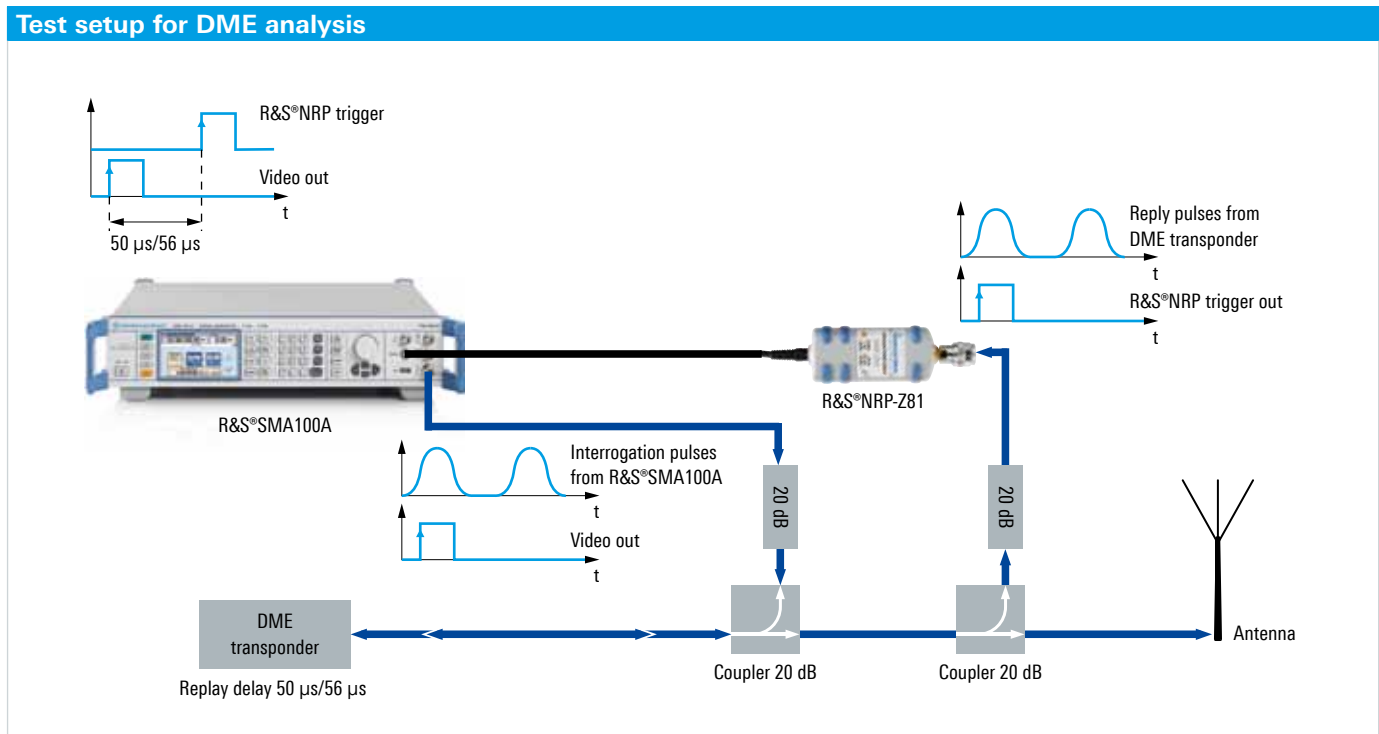 Test setup for DME analysis
R&S®NRP trigger
Video out
t
50 µs/56 µs
Reply pulses from
DME transponder
t
R&S®NRP trigger out
t
R&S®SMA100A
R&S®NRP-Z81
Interrogation pulses
from R&S®SMA100A
t
Video out
t
20 dB
20 dB
DME
transponder
Replay delay 50 µs/56 µs
Coupler 20 dB
Coupler 20 dB
Antenna